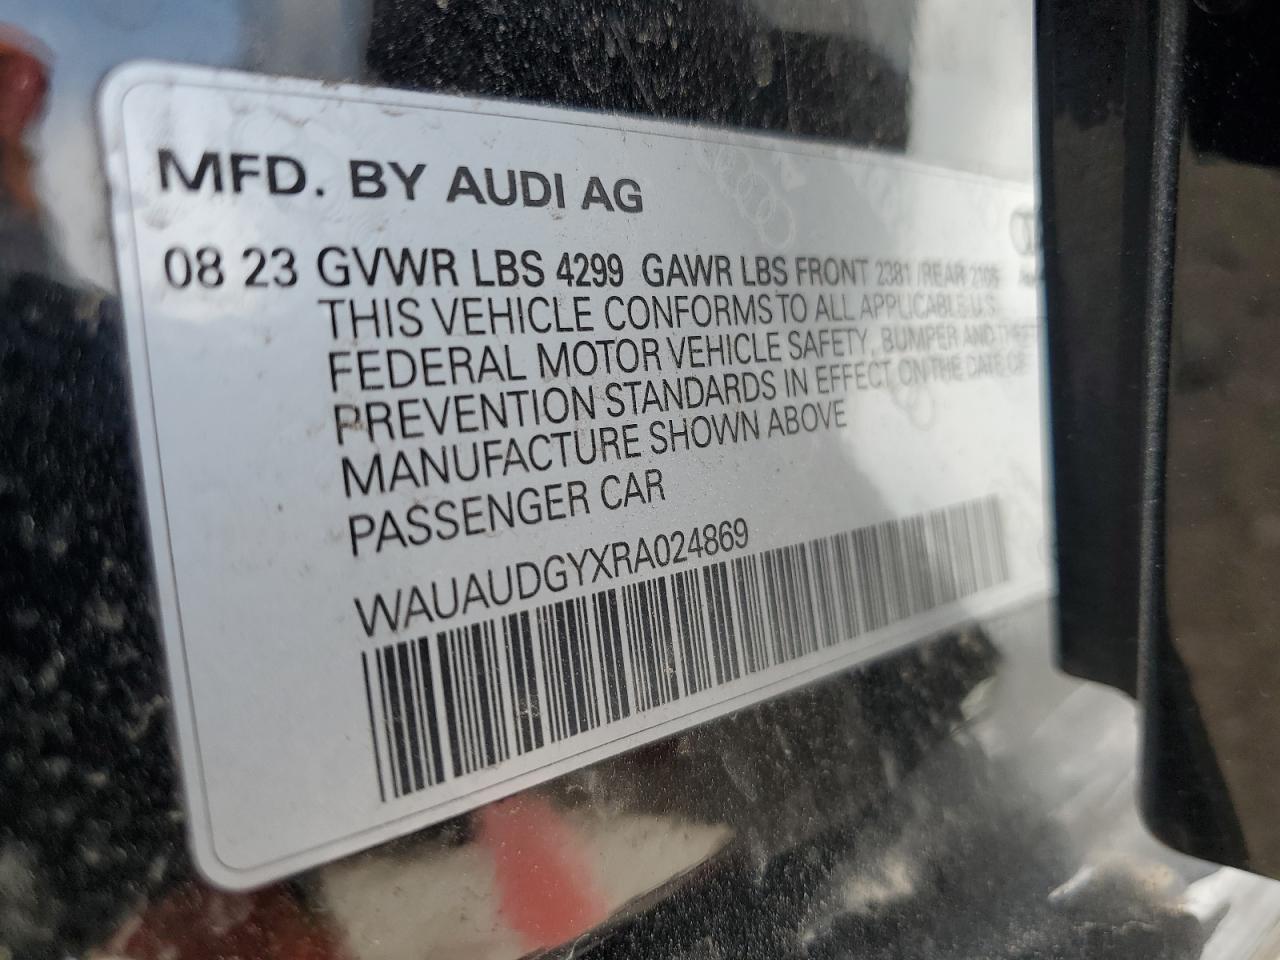 MFD. BY AUDI AG
08 23 GVWR LBS 4299 GAWR LBS FRONT 2381 /REAR 2105
THIS VEHICLE CONFORMS TO ALL APPLICABLE U.S.
FEDERAL MOTOR VEHICLE SAFETY, BUMPER AND THEFT
PREVENTION STANDARDS IN EFFECT ON THE DATE OF
MANUFACTURE SHOWN ABOVE
PASSENGER CAR
WAUAUDGYXRA024869